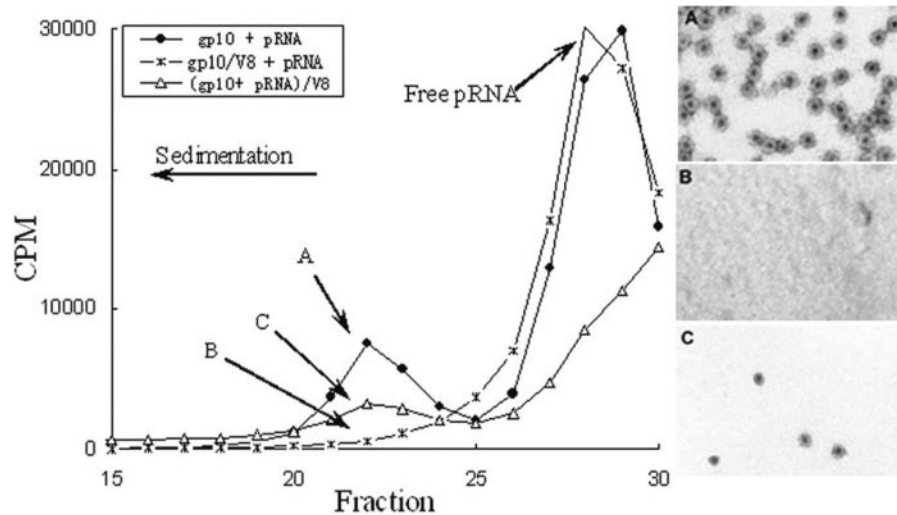 30000
gp10 + pRNA
gp10/V8 + pRNA
(gp10+ pRNA)/V8
Free pRNA
Sedimentation
20000
CPM
A
10000
C
B
0
15
20
25
30
Fraction
A
B
C